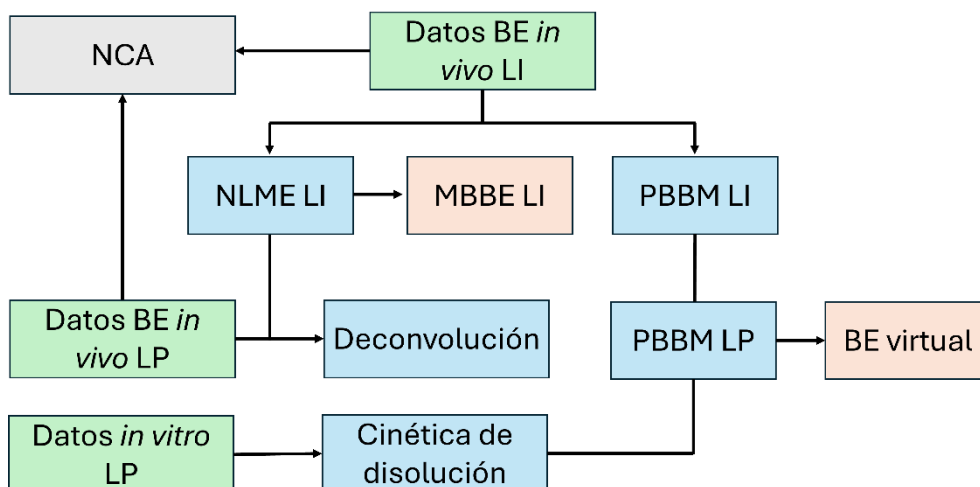 Datos BE in
vivo LI
NCA
NLME LI
MBBE LI
PBBM LI
Datos BE in
vivo LP
Deconvolución
PBBM LP
BE virtual
Datos in vitro
LP
Cinética de
disolución